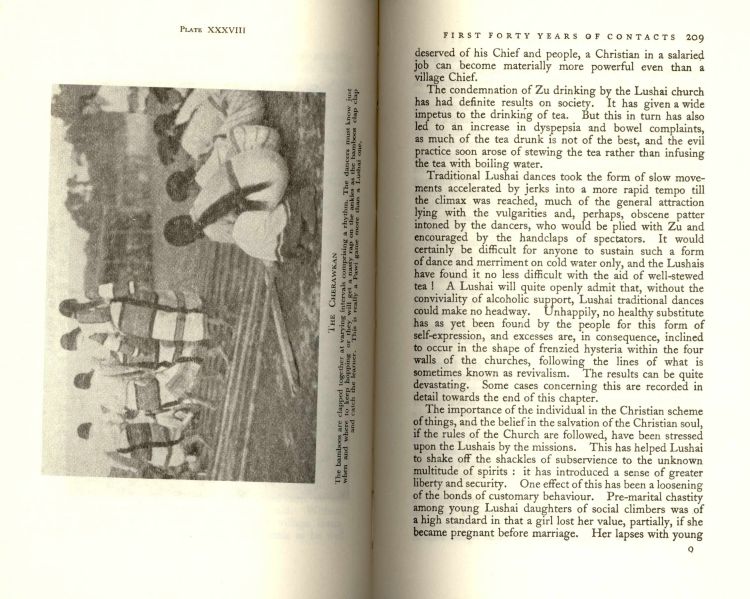 PLATE XXXVIII
THE CHERAWKAN
The bamboos are clapped together at varying intervals comprising a rhythm. The dancers must know just
when and where to keep hopping or they will get a nasty rap on the ankles as the bamboos clap clap
and catch the learner. This is really a Pawi game more than a Lushai one.
FIRST FORTY YEARS OF CONTACTS 209
deserved of his Chief and people, a Christian in a salaried
job can become materially more powerful even than a
village Chief.
The condemnation of Zu drinking by the Lushai church
has had definite results on society. It has given a wide
impetus to the drinking of tea. But this in turn has also
led to an increase in dyspepsia and bowel complaints,
as much of the tea drunk is not of the best, and the evil
practice soon arose of stewing the tea rather than infusing
the tea with boiling water.
Traditional Lushai dances took the form of slow move-
ments accelerated by jerks into a more rapid tempo till
the climax was reached, much of the general attraction
lying with the vulgarities and, perhaps, obscene patter
intoned by the dancers, who would be plied with Zu and
encouraged by the handclaps of spectators. It would
certainly be difficult for anyone to sustain such a form
of dance and merriment on cold water only, and the Lushais
have found it no less difficult with the aid of well-stewed
tea ! A Lushai will quite openly admit that, without the
conviviality of alcoholic support, Lushai traditional dances
could make no headway. Unhappily, no healthy substitute
has as yet been found by the people for this form of
self-expression, and excesses are, in consequence, inclined
to occur in the shape of frenzied hysteria within the four
walls of the churches, following the lines of what is
sometimes known as revivalism. The results can be quite
devastating. Some cases concerning this are recorded in
detail towards the end of this chapter.
The importance of the individual in the Christian scheme
of things, and the belief in the salvation of the Christian soul,
if the rules of the Church are followed, have been stressed
upon the Lushais by the missions. This has helped Lushai
to shake off the shackles of subservience to the unknown
multitude of spirits : it has introduced a sense of greater
liberty and security. One effect of this has been a loosening
of the bonds of customary behaviour. Pre-marital chastity
among young Lushai daughters of social climbers was of
a high standard in that a girl lost her value, partially, if she
became pregnant before marriage. Her lapses with young
O